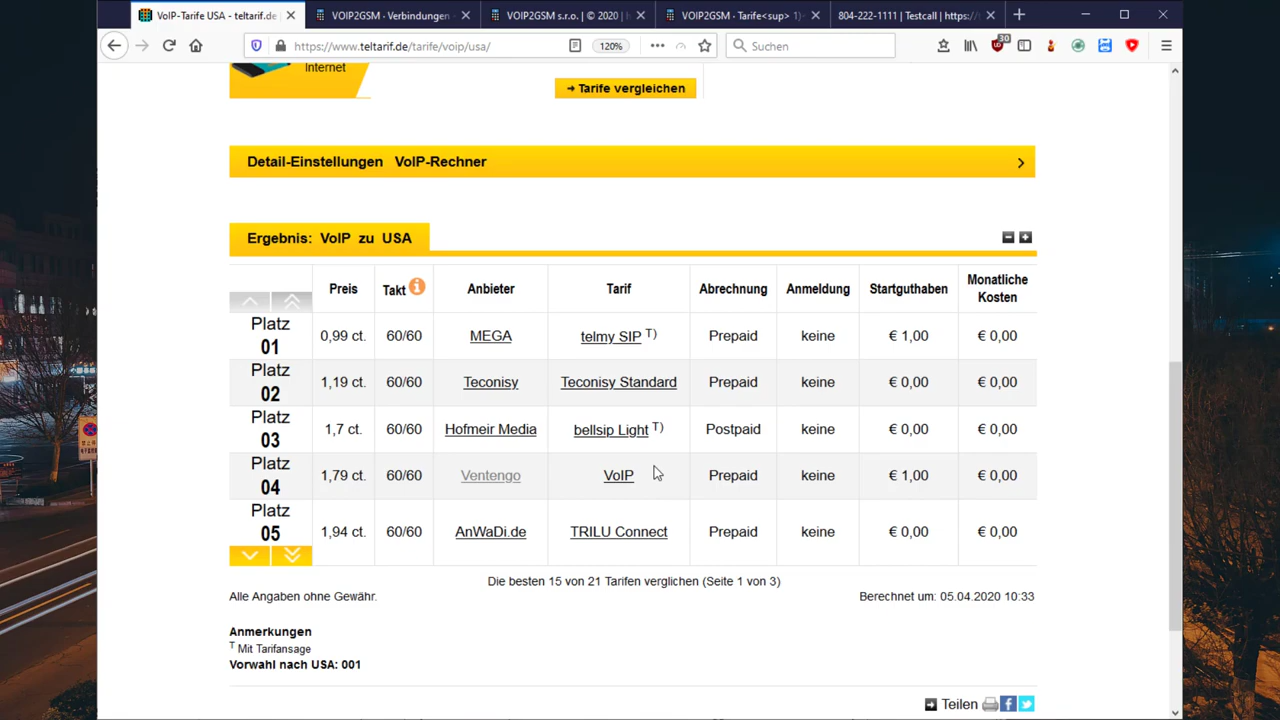 VoIP-Tarife USA - teltarif.de
VOIP2GSM - Verbindungen
VOIP2GSM s.r.o. | © 2020 | h
VOIP2GSM - Tarife<sup> 1)
804-222-1111 | Testcall | https://
https://www.teltarif.de/tarife/voip/usa/
120%
Suchen
30
Internet
Tarife vergleichen
Detail-Einstellungen VoIP-Rechner
Ergebnis: VoIP zu USA
Preis Takt i Anbieter Tarif Abrechnung Anmeldung Startguthaben Monatliche Kosten
Platz 01 0,99 ct. 60/60 MEGA telmy SIP T) Prepaid keine € 1,00 € 0,00
Platz 02 1,19 ct. 60/60 Teconisy Teconisy Standard Prepaid keine € 0,00 € 0,00
Platz 03 1,7 ct. 60/60 Hofmeir Media bellsip Light T) Postpaid keine € 0,00 € 0,00
Platz 04 1,79 ct. 60/60 Ventengo VoIP Prepaid keine € 1,00 € 0,00
Platz 05 1,94 ct. 60/60 AnWaDi.de TRILU Connect Prepaid keine € 0,00 € 0,00
Die besten 15 von 21 Tarifen verglichen (Seite 1 von 3)
Alle Angaben ohne Gewähr. Berechnet um: 05.04.2020 10:33
Anmerkungen
T Mit Tarifansage
Vorwahl nach USA: 001
Teilen